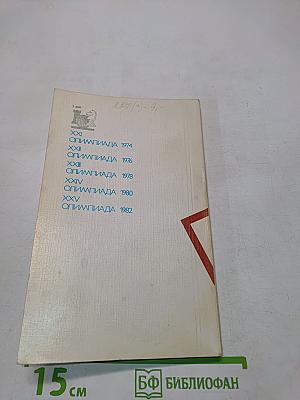 XXI
ОЛИМПИАДА 1974
XXII
ОЛИМПИАДА 1976
XXIII
ОЛИМПИАДА 1978
XXIV
ОЛИМПИАДА 1980
XXV
ОЛИМПИАДА 1982
15 см
БФ БИБЛИОФАН